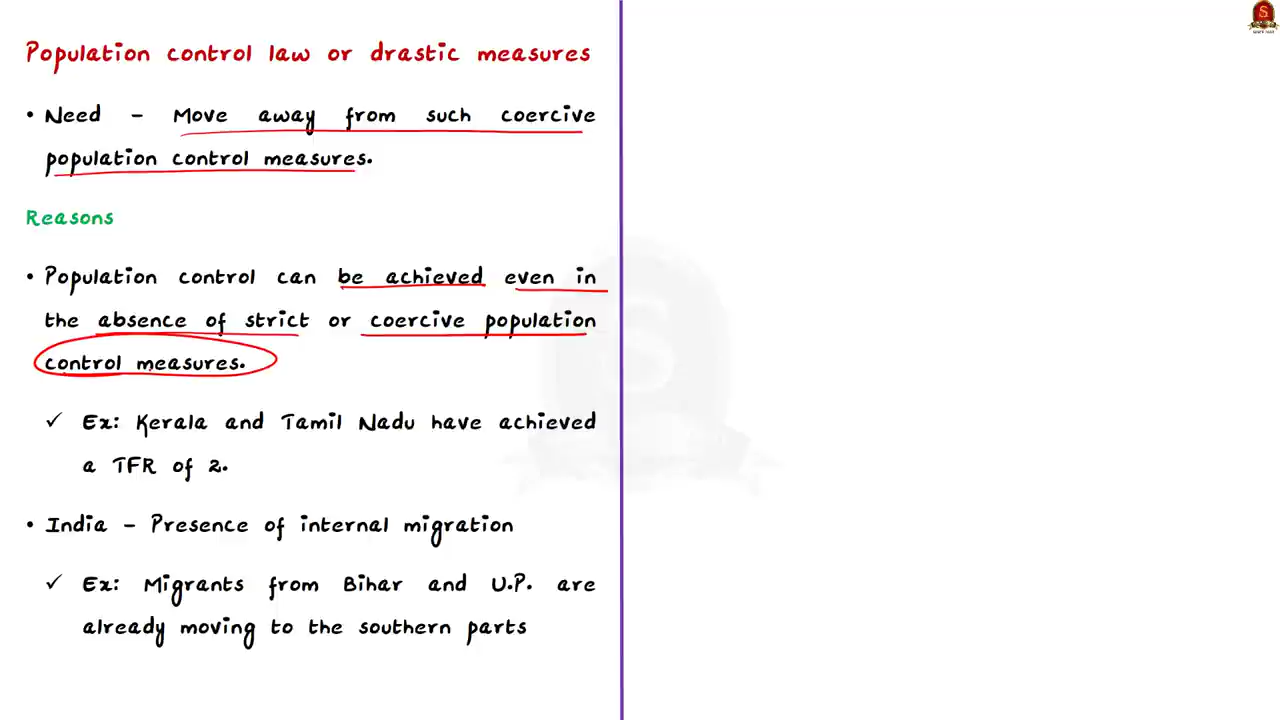 Population control law or drastic measures
• Need - Move away from such coercive
population control measures.
Reasons
• Population control can be achieved even in
the absence of strict or coercive population
control measures.
✓ Ex: Kerala and Tamil Nadu have achieved
a TFR of 2.
• India - Presence of internal migration
✓ Ex: Migrants from Bihar and U.P. are
already moving to the southern parts